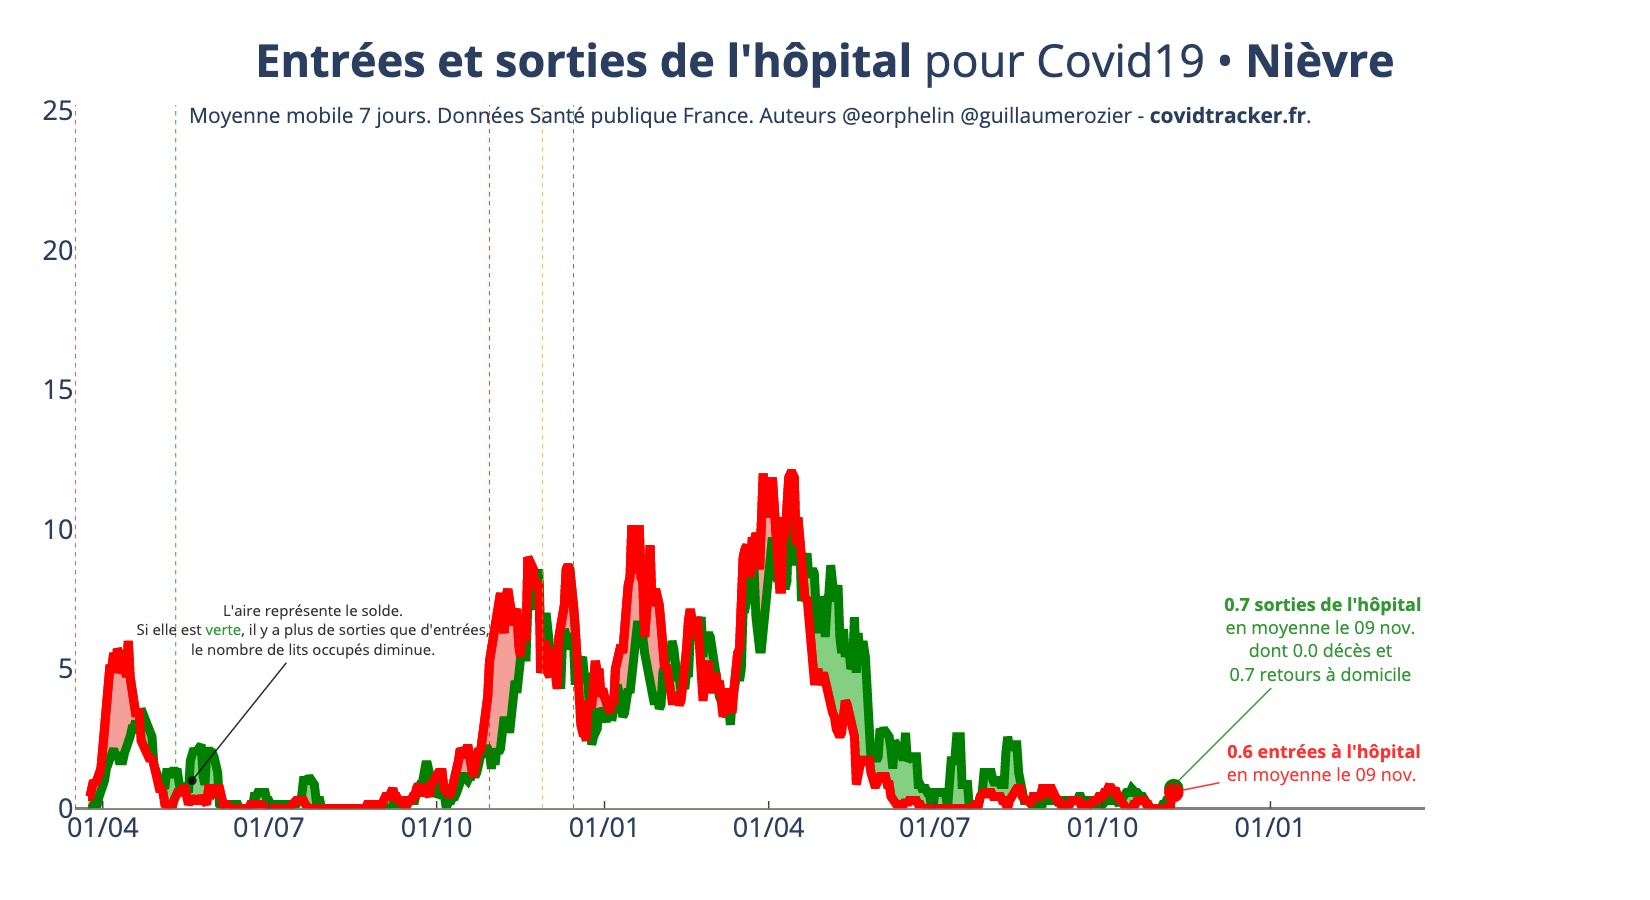 Entrées et sorties de l'hôpital pour Covid19 • Nièvre
Moyenne mobile 7 jours. Données Santé publique France. Auteurs @eorphelin @guillaumerozier - covidtracker.fr.
25
20
15
10
5
0
L'aire représente le solde.
Si elle est verte, il y a plus de sorties que d'entrées,
le nombre de lits occupés diminue.
0.7 sorties de l'hôpital
en moyenne le 09 nov.
dont 0.0 décès et
0.7 retours à domicile
0.6 entrées à l'hôpital
en moyenne le 09 nov.
01/04 01/07 01/10 01/01 01/04 01/07 01/10 01/01